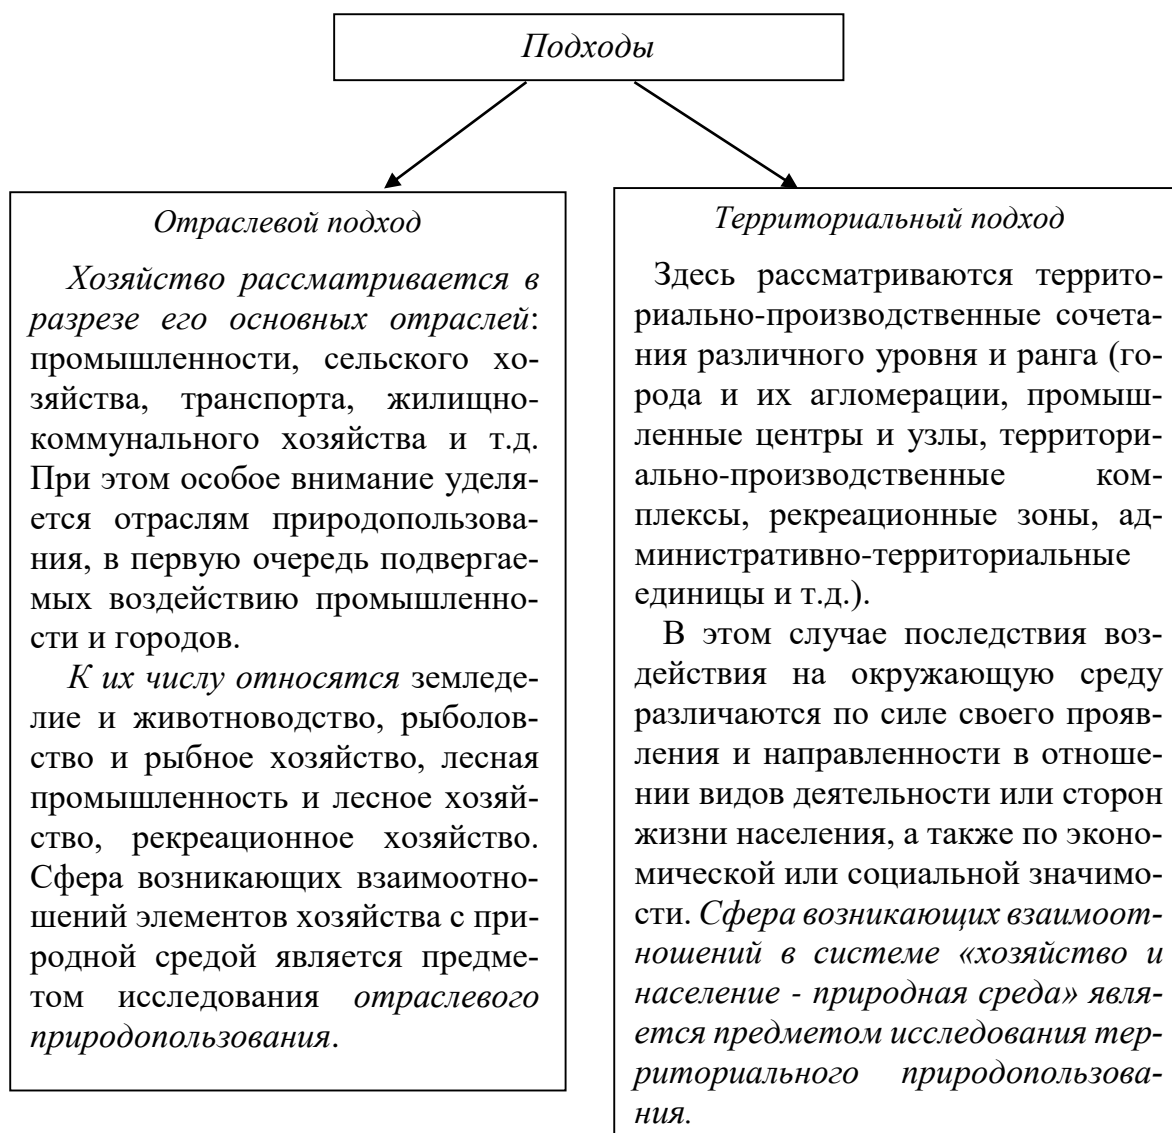 Подходы
Отраслевой подход
Хозяйство рассматривается в
разрезе его основных отраслей:
промышленности, сельского хо-
зяйства, транспорта, жилищно-
коммунального хозяйства и т.д.
При этом особое внимание уделя-
ется отраслям природопользова-
ния, в первую очередь подвергае-
мых воздействию промышленно-
сти и городов.
К их числу относятся земледе-
лие и животноводство, рыболов-
ство и рыбное хозяйство, лесная
промышленность и лесное хозяй-
ство, рекреационное хозяйство.
Сфера возникающих взаимоотно-
шений элементов хозяйства с при-
родной средой является предме-
том исследования отраслевого
природопользования.
Территориальный подход
Здесь рассматриваются террито-
риально-производственные сочета-
ния различного уровня и ранга (го-
рода и их агломерации, промыш-
ленные центры и узлы, территори-
ально-производственные ком-
плексы, рекреационные зоны, ад-
министративно-территориальные
единицы и т.д.).
В этом случае последствия воз-
действия на окружающую среду
различаются по силе своего прояв-
ления и направленности в отноше-
нии видов деятельности или сторон
жизни населения, а также по эконо-
мической или социальной значимо-
сти. Сфера возникающих взаимоот-
ношений в системе «хозяйство и
население - природная среда» явля-
ется предметом исследования тер-
риториального природопользова-
ния.